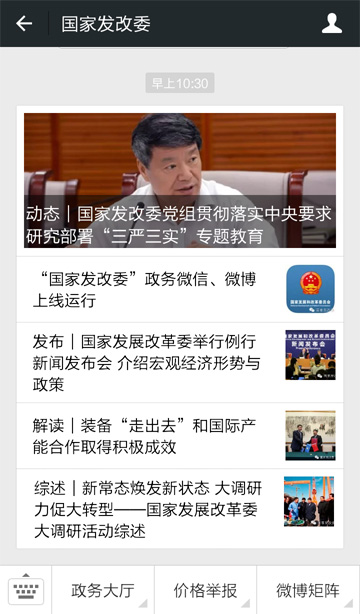 国家发改委
早上10:30
动态｜国家发改委党组贯彻落实中央要求
研究部署“三严三实”专题教育
“国家发改委”政务微信、微博
上线运行
发布｜国家发展改革委举行例行
新闻发布会 介绍宏观经济形势与
政策
新闻发布会
解读｜装备“走出去”和国际产
能合作取得积极成效
综述｜新常态焕发新状态 大调研
力促大转型——国家发展改革委
大调研活动综述
政务大厅
价格举报
微博矩阵